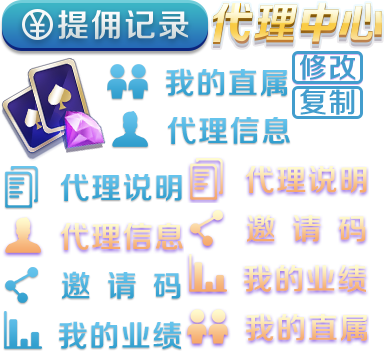 ¥提佣记录
代理中心
修改
我的直属
复制
代理信息
代理说明
代理说明
代理信息
邀请码
邀请码
我的业绩
我的业绩
我的直属